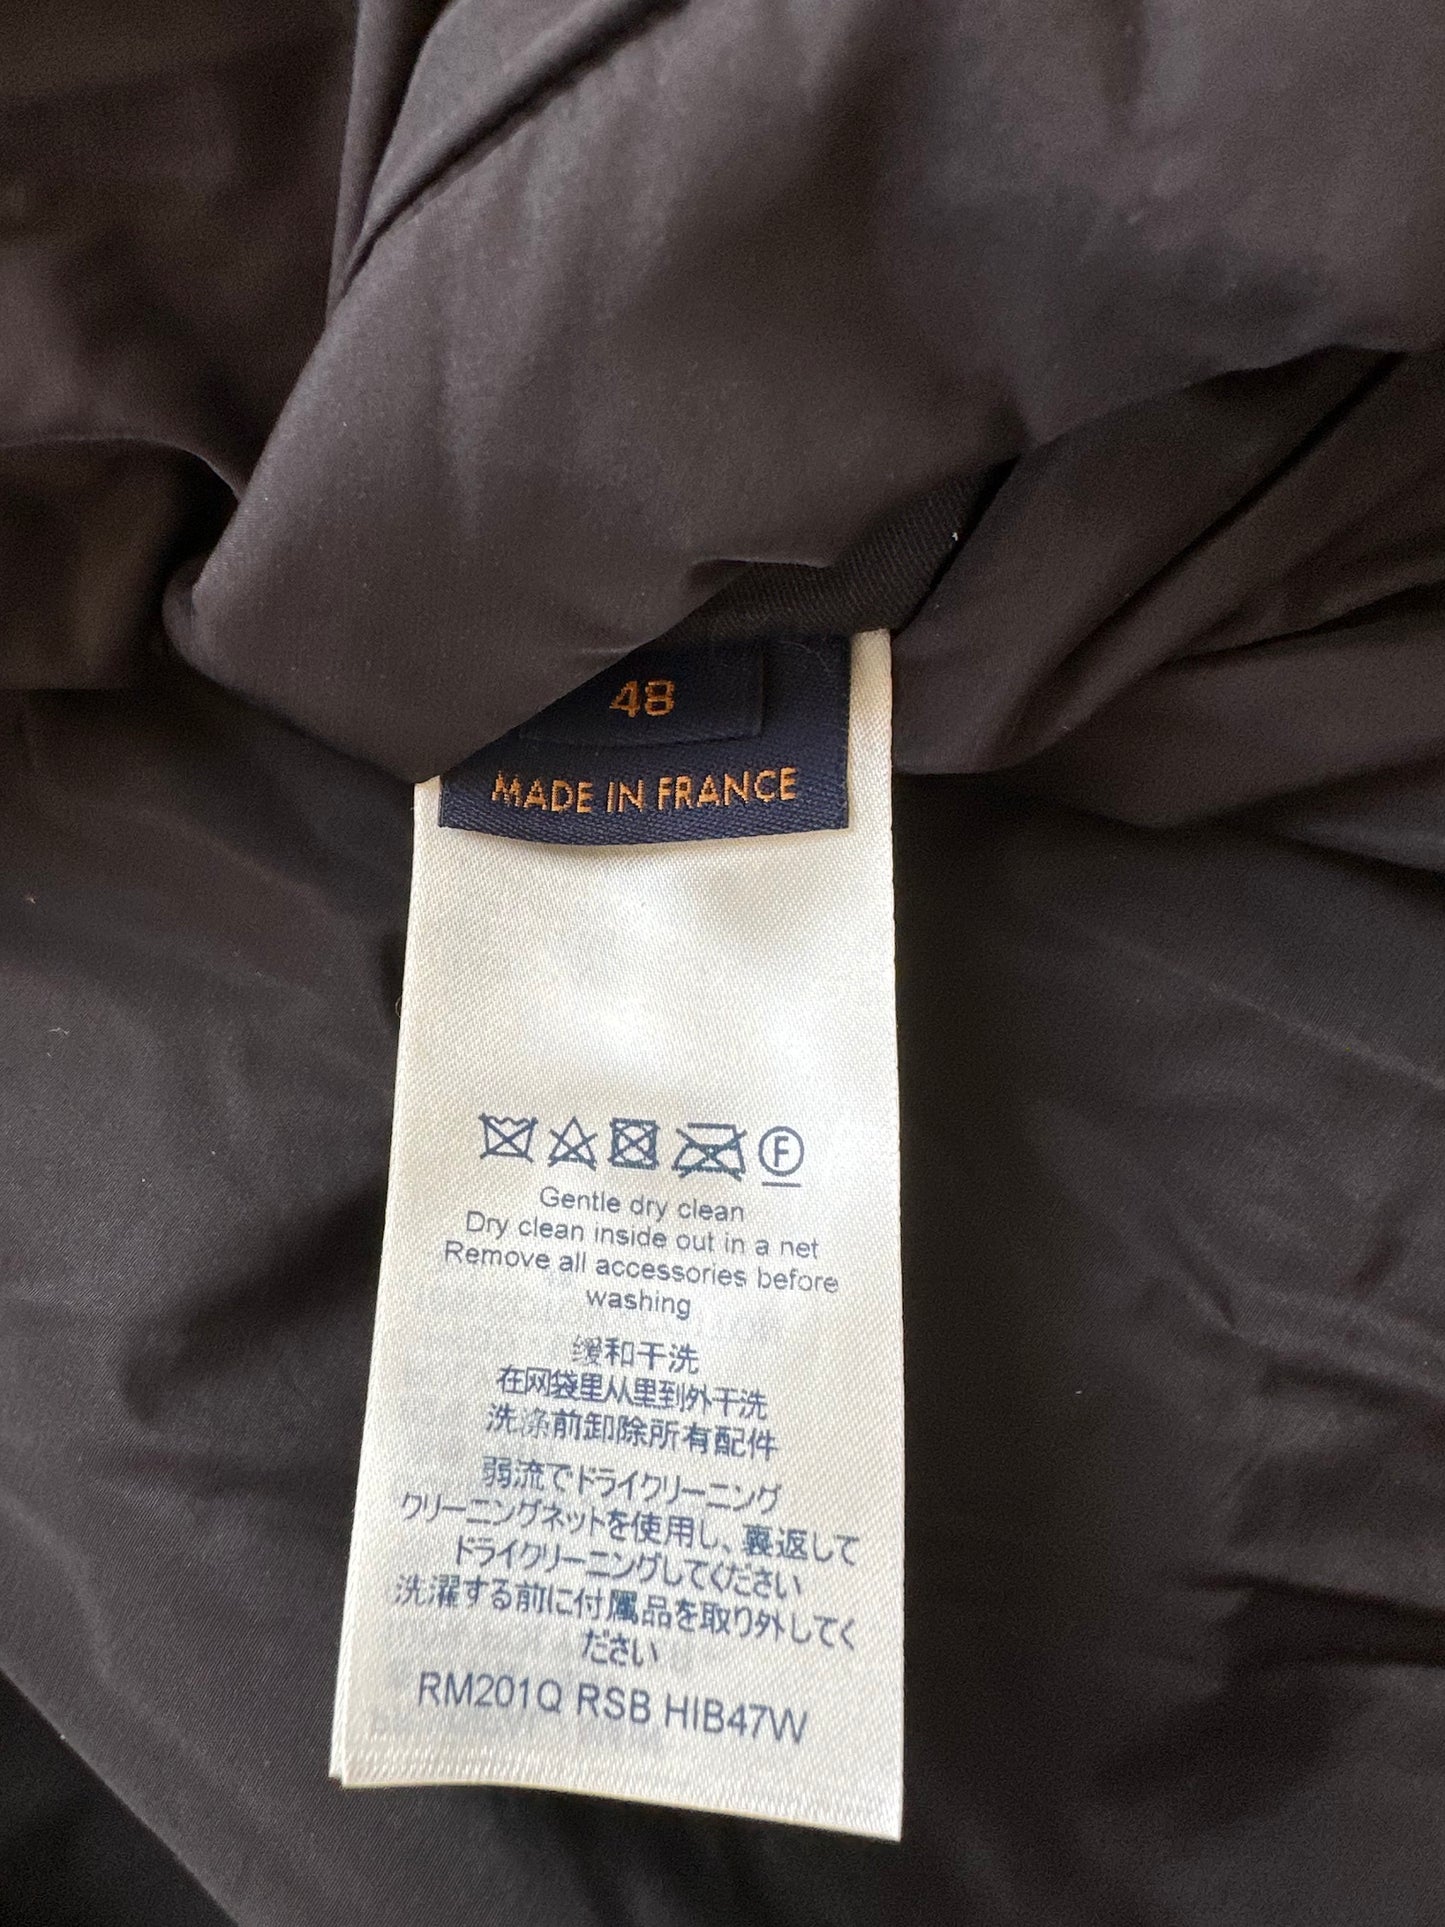 48
MADE IN FRANCE
F
Gentle dry clean
Dry clean inside out in a net
Remove all accessories before
washing
缓和干洗
在网袋里从里到外干洗
洗涤前卸除所有配件
弱流でドライクリーニング
クリーニングネットを使用し、裏返して
ドライクリーニングしてください
洗濯する前に付属品を取り外してく
ださい
RM201Q RSB HIB47W